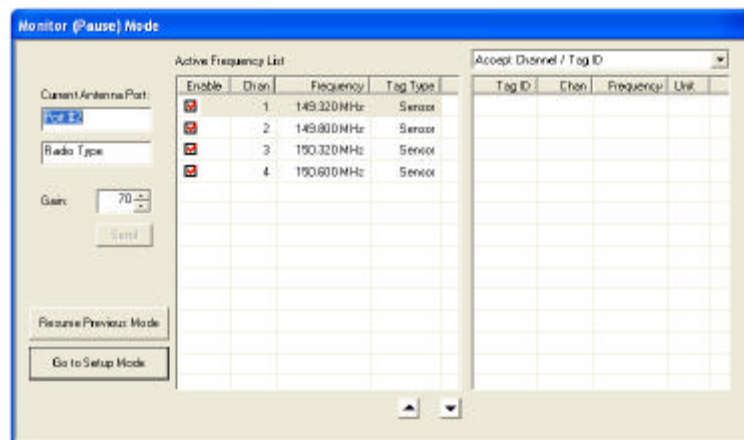 Monitor (Pause) Mode
Active Frequency List
Accept Channel / Tag ID
Current Antenna Port:
Port #2
Radio Type
Gain: 70
Send
Resume Previous Mode
Go to Setup Mode
Enable Chan Frequency Tag Type
1 149.320 MHz Sensor
2 149.800 MHz Sensor
3 150.320 MHz Sensor
4 150.600 MHz Sensor
Tag ID Chan Frequency Unit